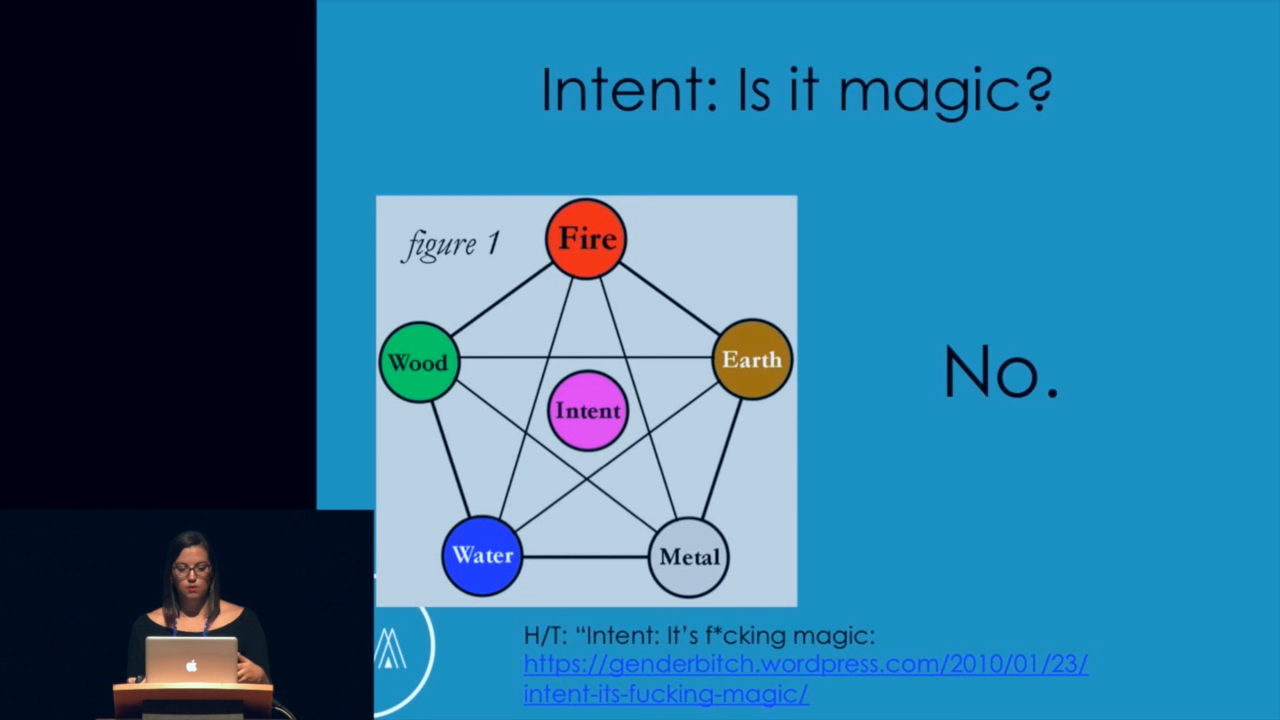 Intent: Is it magic?
figure 1
Fire
Wood
Earth
Intent
No.
Water
Metal
H/T: “Intent: It’s f*cking magic:
https://genderbitch.wordpress.com/2010/01/23/
intent-its-fucking-magic/